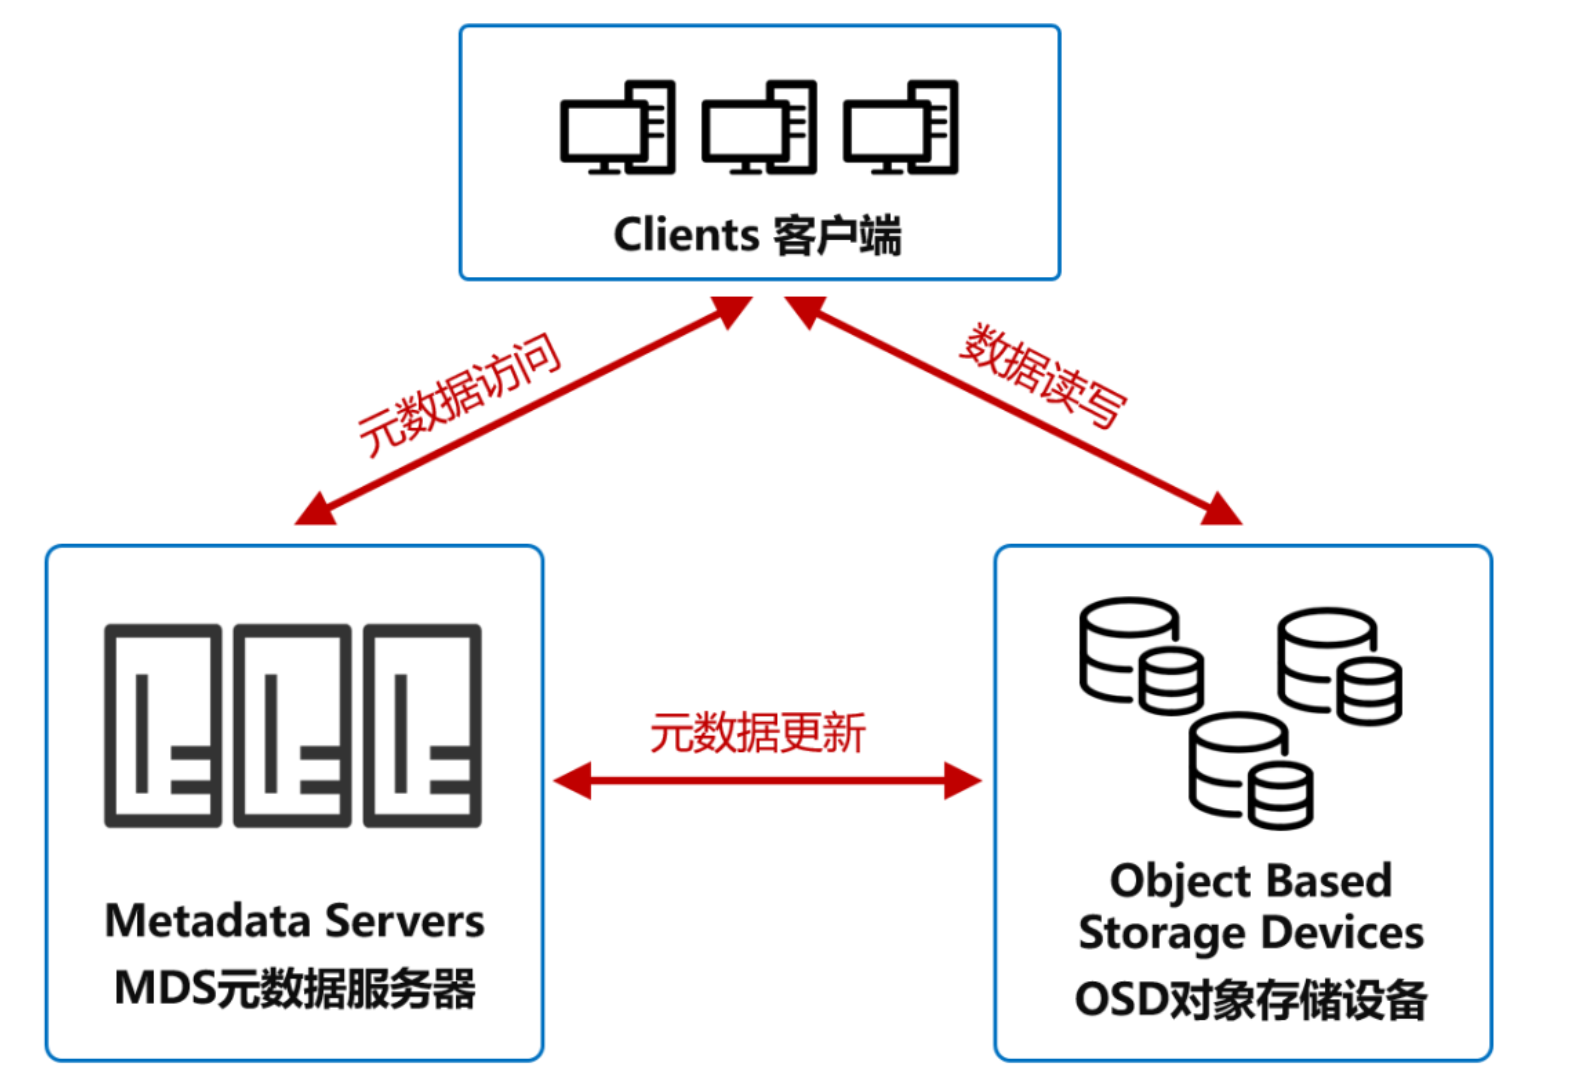 Clients 客户端
元数据访问
数据读写
元数据更新
Metadata Servers
MDS元数据服务器
Object Based
Storage Devices
OSD对象存储设备